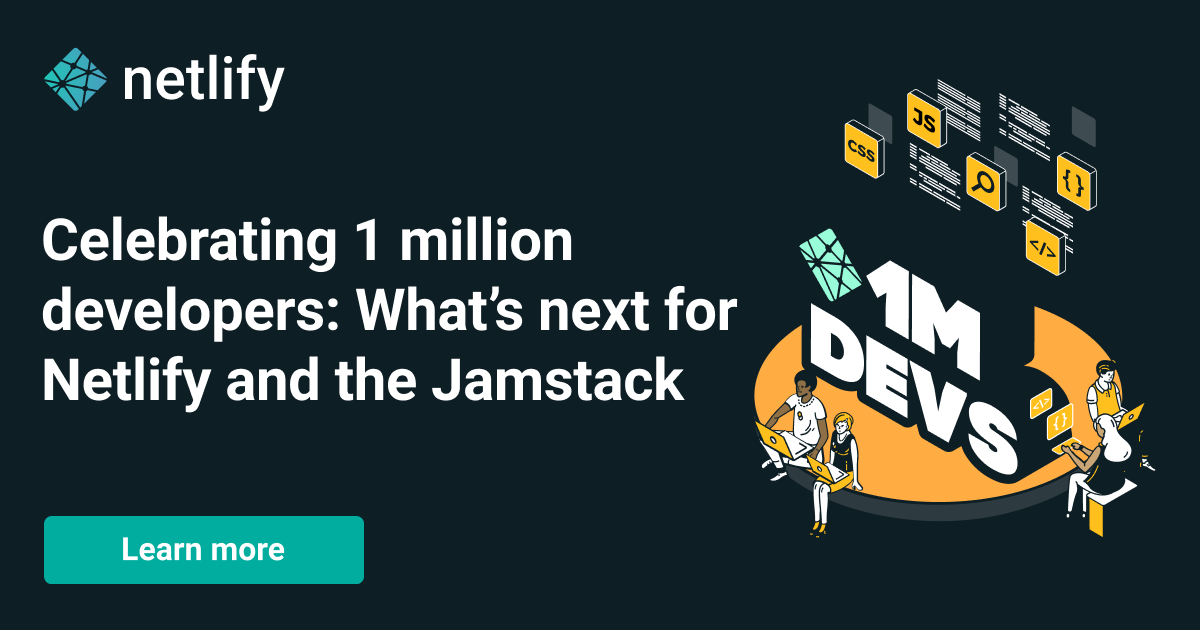 netlify
Celebrating 1 million
developers: What’s next for
Netlify and the Jamstack
Learn more
JS
CSS
{ }
</>
1M
DEVS
</>
{ }